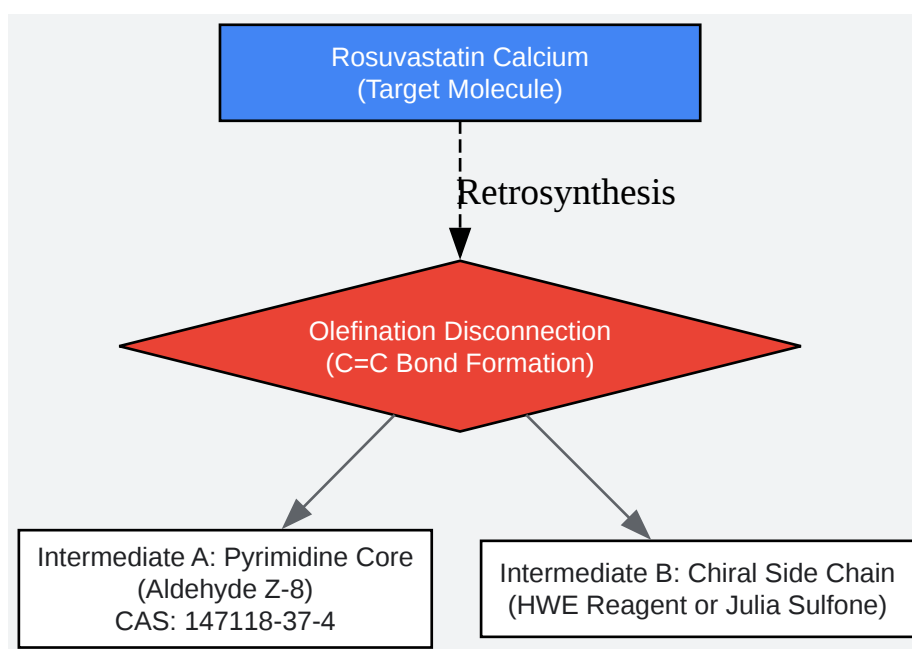 Rosuvastatin Calcium
(Target Molecule)
Retrosynthesis
Olefination Disconnection
(C=C Bond Formation)
Intermediate A: Pyrimidine Core
(Aldehyde Z-8)
CAS: 147118-37-4
Intermediate B: Chiral Side Chain
(HWE Reagent or Julia Sulfone)